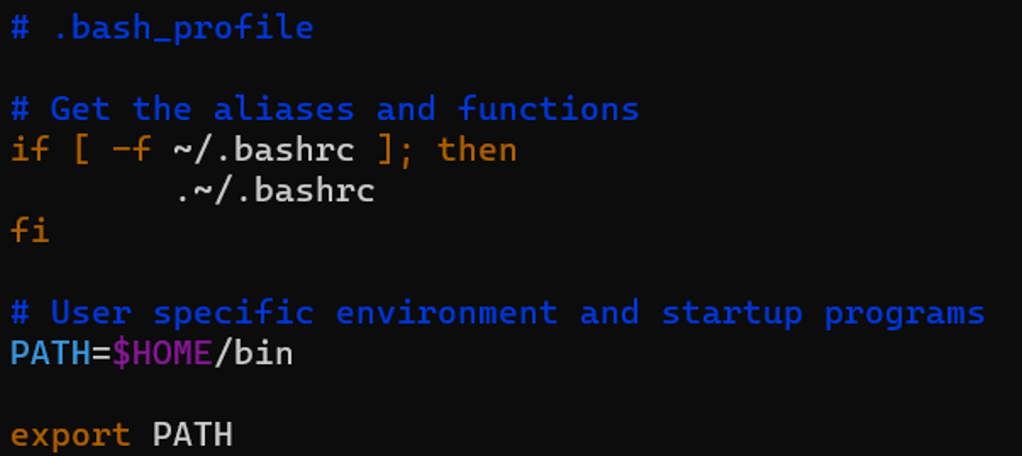 # .bash_profile
# Get the aliases and functions
if [ -f ~/.bashrc ]; then
.~/.bashrc
fi
# User specific environment and startup programs
PATH=$HOME/bin
export PATH